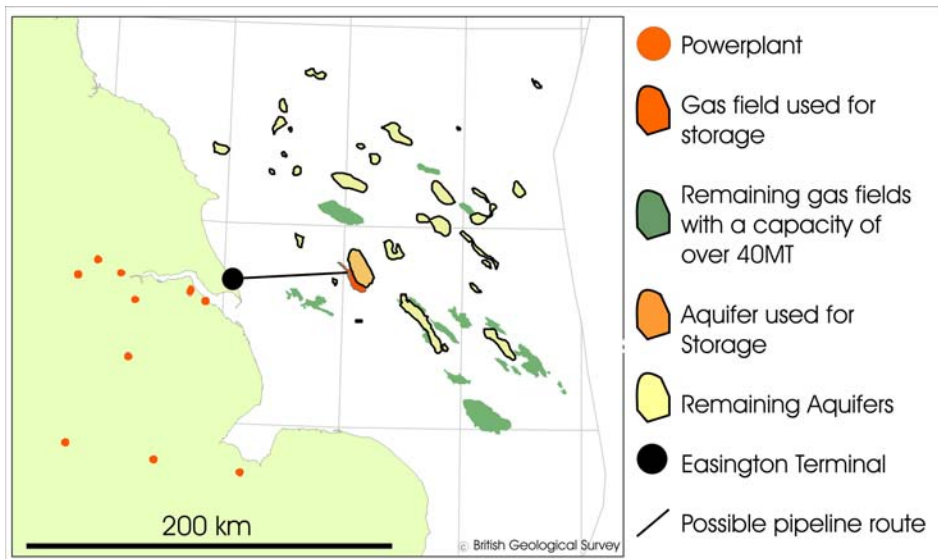 Powerplant
Gas field used for
storage
Remaining gas fields
with a capacity of
over 40MT
Aquifer used for
Storage
Remaining Aquifers
Easington Terminal
Possible pipeline route
200 km
© British Geological Survey